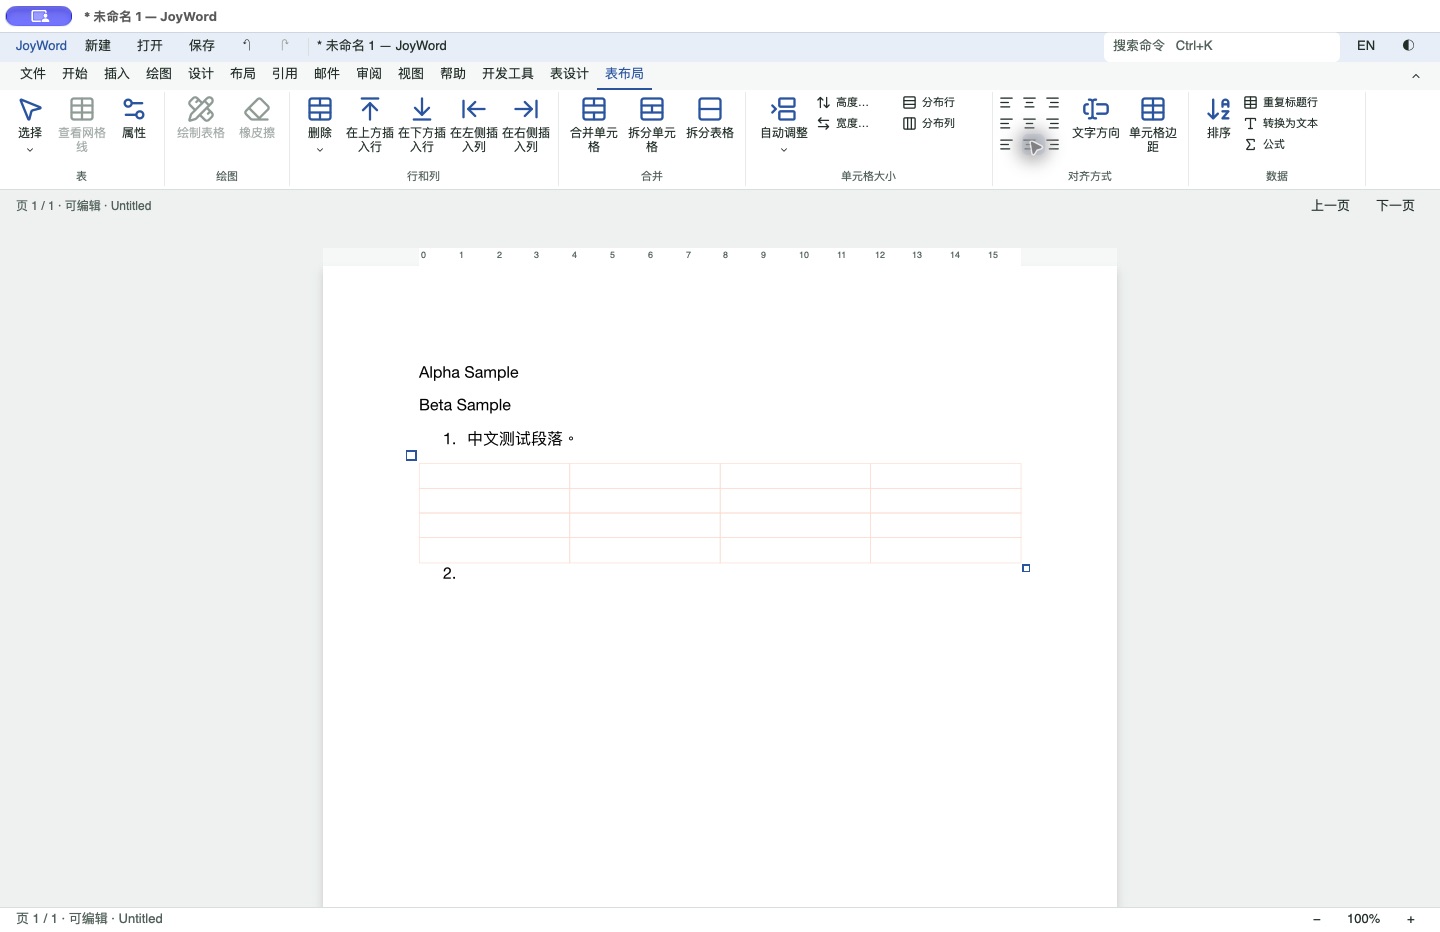 * 未命名 1 — JoyWord
JoyWord 新建 打开 保存 * 未命名 1 — JoyWord 搜索命令 Ctrl+K EN
文件 开始 插入 绘图 设计 布局 引用 邮件 审阅 视图 帮助 开发工具 表设计 表布局
选择 查看网格线 属性 绘制表格 橡皮擦 删除 在上方插入行 在下方插入行 在左侧插入列 在右侧插入列 合并单元格 拆分单元格 拆分表格 自动调整 高度... 宽度... 分布行 分布列 文字方向 单元格边距 排序 重复标题行 转换为文本 公式
表 绘图 行和列 合并 单元格大小 对齐方式 数据
页 1 / 1 · 可编辑 · Untitled 上一页 下一页
0 1 2 3 4 5 6 7 8 9 10 11 12 13 14 15
Alpha Sample
Beta Sample
1. 中文测试段落。
2.
页 1 / 1 · 可编辑 · Untitled − 100% +